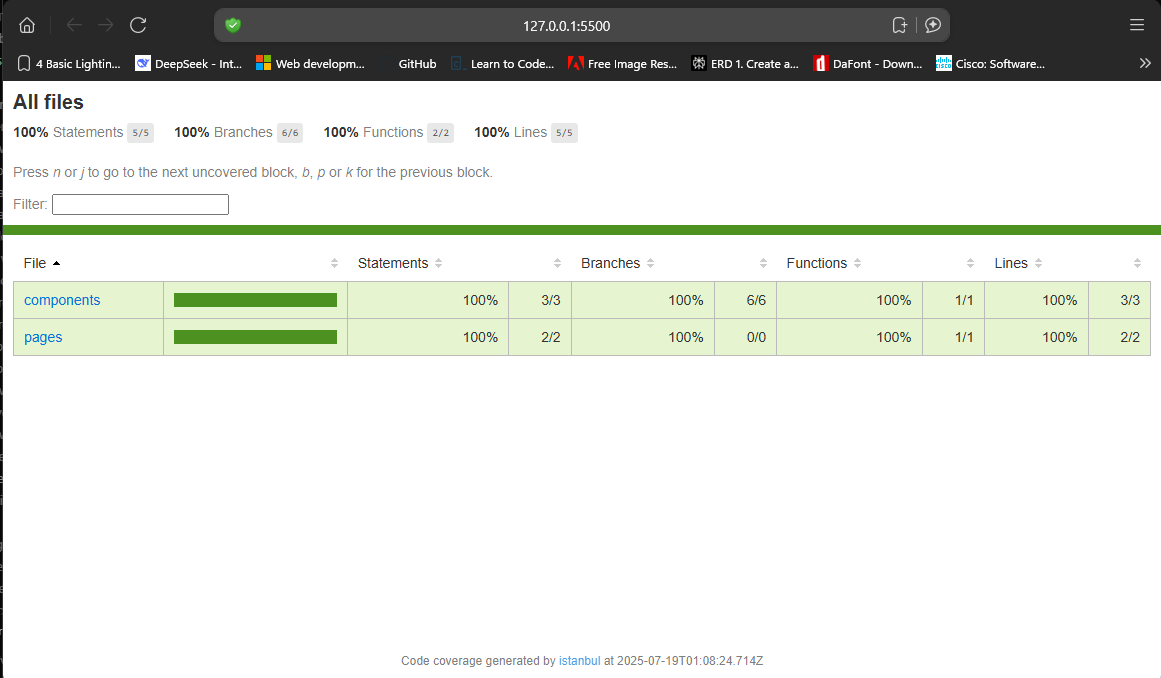 127.0.0.1:5500
4 Basic Lightin... DeepSeek - Int... Web developm... GitHub Learn to Code... Free Image Res... ERD 1. Create a... DaFont - Down... Cisco: Software...
All files
100% Statements 5/5 100% Branches 6/6 100% Functions 2/2 100% Lines 5/5
Press n or j to go to the next uncovered block, b, p or k for the previous block.
Filter:
File Statements Branches Functions Lines
components 100% 3/3 100% 6/6 100% 1/1 100% 3/3
pages 100% 2/2 100% 0/0 100% 1/1 100% 2/2
Code coverage generated by istanbul at 2025-07-19T01:08:24.714Z